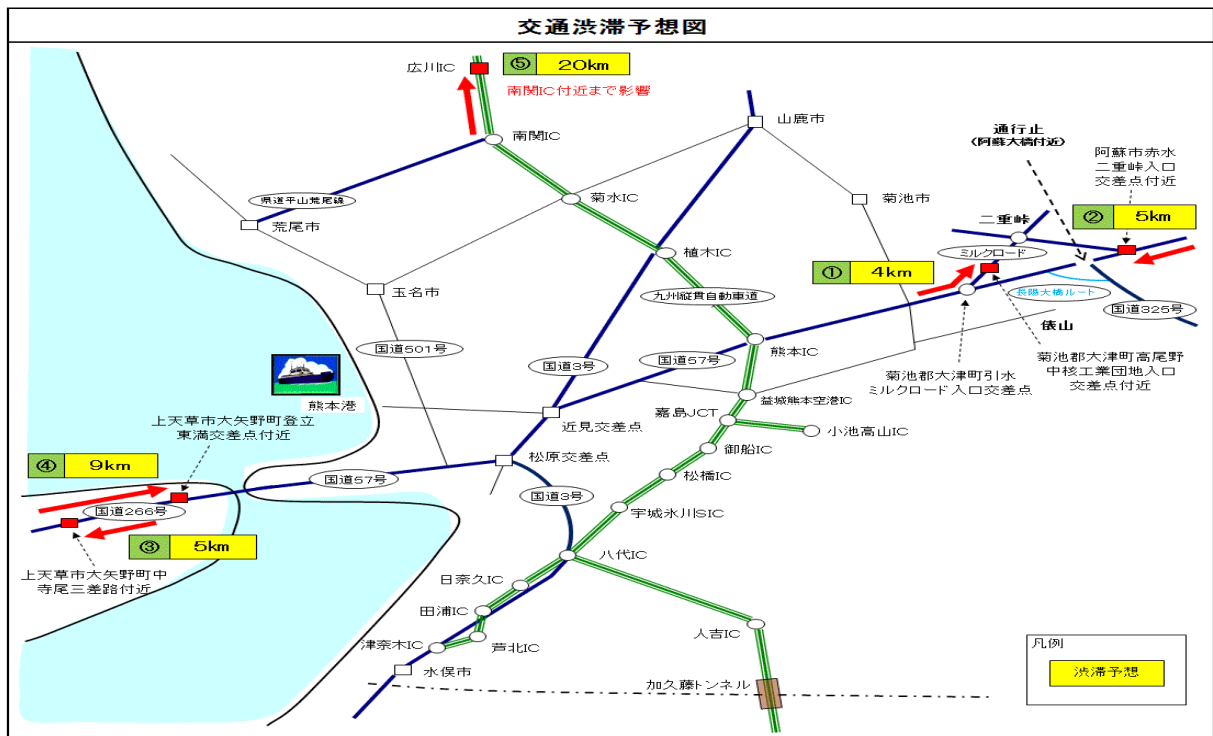 交通渋滞予想図
広川IC
⑤ 20km
南関IC付近まで影響
南関IC
山鹿市
通行止
(阿蘇大橋付近)
阿蘇市赤水
二重峠入口
交差点付近
県道平山荒尾線
荒尾市
菊水IC
菊池市
二重峠
② 5km
植木IC
ミルクロード
① 4km
玉名市
九州縦貫自動車道
長陽大橋ルート
国道325号
俵山
国道501号
国道3号
国道57号
熊本IC
熊本港
菊池郡大津町引水
ミルクロード入口交差点
菊池郡大津町高尾野
中核工業団地入口
交差点付近
益城熊本空港IC
上天草市大矢野町登立
東満交差点付近
近見交差点
嘉島JCT
小池高山IC
御船IC
④ 9km
松原交差点
松橋IC
国道57号
国道3号
国道266号
宇城氷川SIC
③ 5km
上天草市大矢野町中
寺尾三差路付近
八代IC
日奈久IC
田浦IC
人吉IC
津奈木IC
芦北IC
水俣市
加久藤トンネル
凡例
渋滞予想